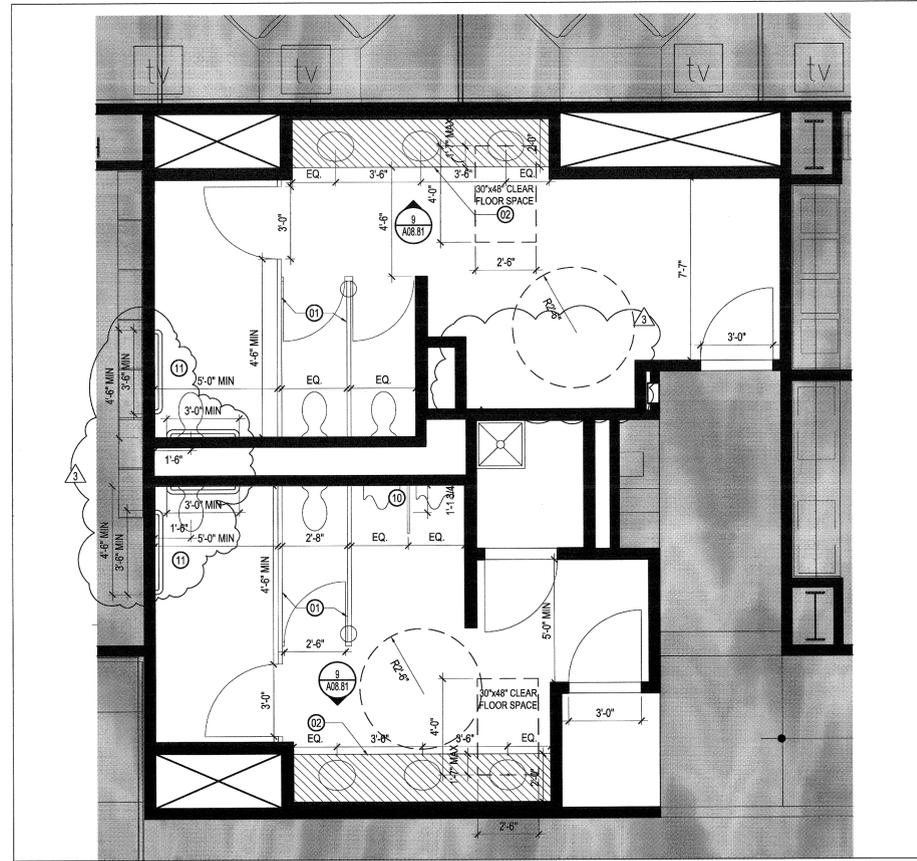 tv tv tv tv
1'-7" MAX 2'-0"
EQ. 3'-6" 3'-6" EQ.
30"x48" CLEAR
FLOOR SPACE
02
3'-0" 4'-6" 4'-0"
9
A08.81
2'-6"
7'-7"
R2'-6"
3
01
3'-0"
4'-6" MIN
3'-6" MIN
11
4'-6" MIN
5'-0" MIN EQ. EQ.
3'-0" MIN
1'-6"
3
10
1'-1 3/4"
3'-0" MIN
1'-6"
5'-0" MIN 2'-8" EQ. EQ.
11
4'-6" MIN
3'-6" MIN
4'-6" MIN
01
5'-0" MIN
2'-6"
R2'-6"
9
A08.81
30"x48" CLEAR
FLOOR SPACE
3'-0"
4'-0"
3'-0"
02
EQ. 3'-6" 3'-6" EQ.
1'-7" MAX 2'-0"
2'-6"